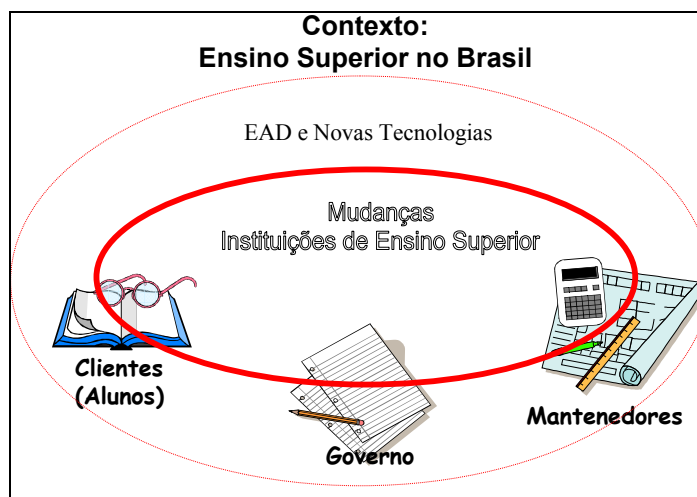 Contexto:
Ensino Superior no Brasil
EAD e Novas Tecnologias
Mudanças
Instituições de Ensino Superior
Clientes
(Alunos)
Governo
Mantenedores